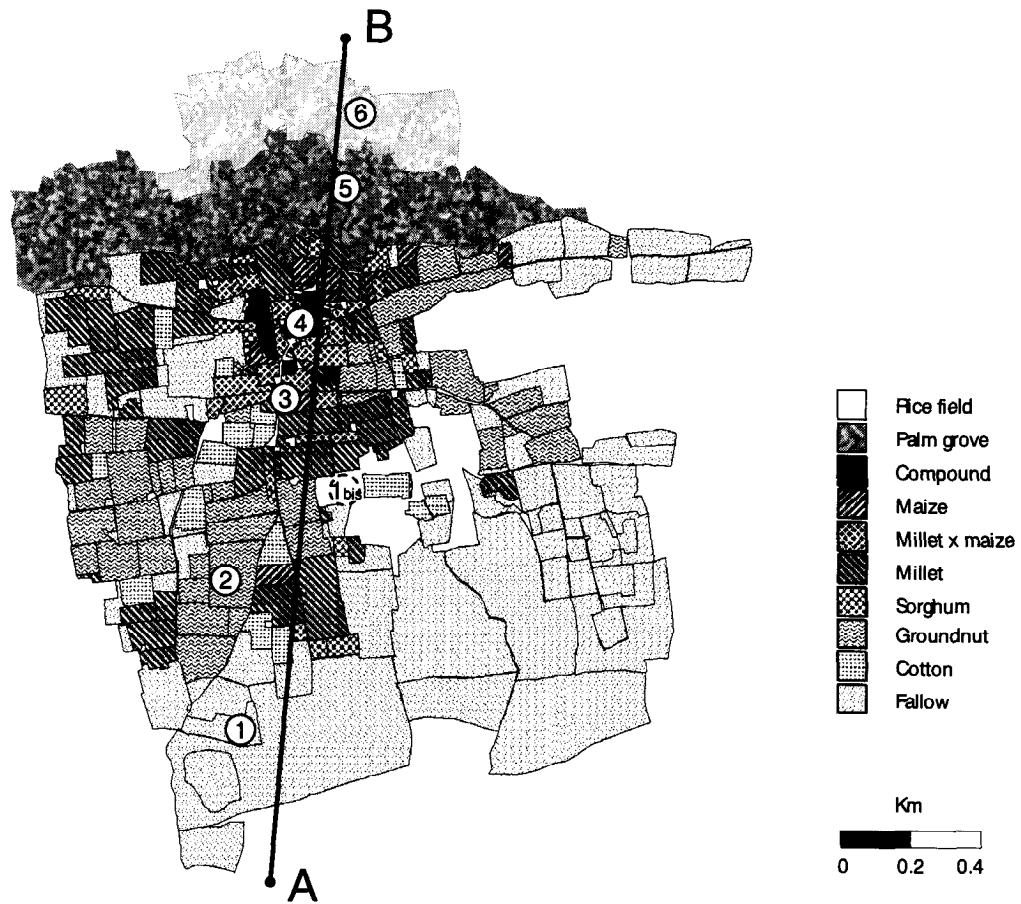 B
6
5
4
3
1 bis
2
1
A
Rice field
Palm grove
Compound
Maize
Millet x maize
Millet
Sorghum
Groundnut
Cotton
Fallow
Km
0 0.2 0.4